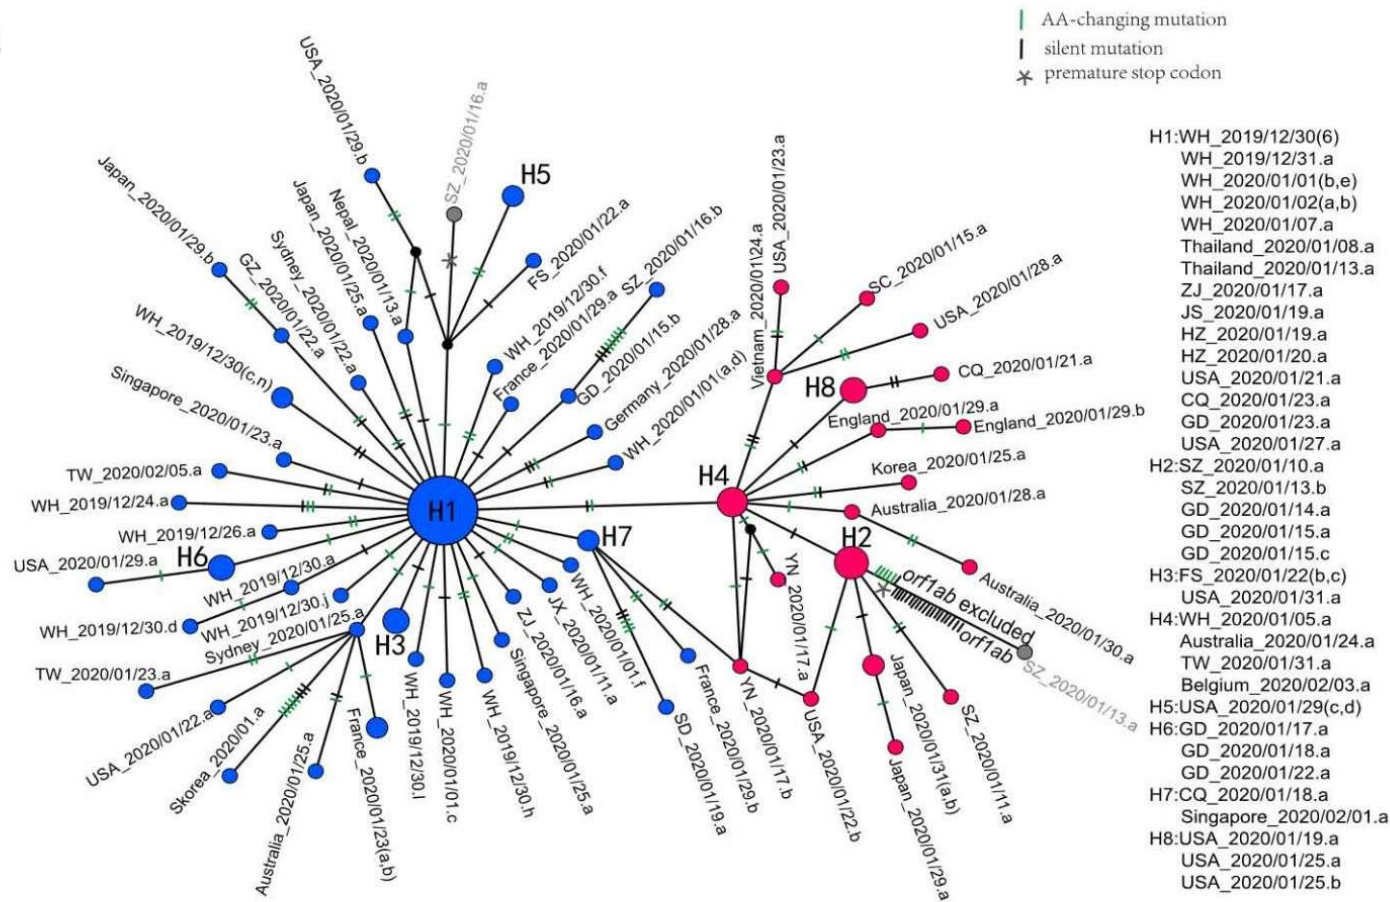 AA-changing mutation
silent mutation
premature stop codon
USA_2020/01/29.b
SZ_2020/01/16.a
H5
Japan_2020/01/29.b
Japan_2020/01/25.a
Nepal_2020/01/13.a
FS_2020/01/22.a
Sydney_2020/01/22.a
GZ_2020/01/22.a
WH_2019/12/30.f
France_2020/01/29.a
SZ_2020/01/16.b
GD_2020/01/15.b
Germany_2020/01/28.a
WH_2020/01/01(a,d)
WH_2019/12/30(c,n)
Singapore_2020/01/23.a
TW_2020/02/05.a
WH_2019/12/24.a
WH_2019/12/26.a
H1
USA_2020/01/29.a
H6
WH_2019/12/30.a
WH_2019/12/30.d
WH_2019/12/30.j
Sydney_2020/01/25.a
H3
TW_2020/01/23.a
USA_2020/01/22.a
Skorea_2020/01.a
Australia_2020/01/25.a
France_2020/01/23(a,b)
WH_2019/12/30.l
WH_2020/01/01.c
WH_2019/12/30.h
Singapore_2020/01/25.a
ZJ_2020/01/16.a
JX_2020/01/11.a
WH_2020/01/01.f
H7
SD_2020/01/19.a
France_2020/01/29.b
YN_2020/01/17.b
USA_2020/01/22.b
YN_2020/01/17.a
H4
Vietnam_2020/01\24.a
USA_2020/01/23.a
SC_2020/01/15.a
USA_2020/01/28.a
H8
CQ_2020/01/21.a
England_2020/01/29.a
England_2020/01/29.b
Korea_2020/01/25.a
Australia_2020/01/28.a
H2
Australia_2020/01/30.a
orf1ab excluded
orf1ab
SZ_2020/01/13.a
Japan_2020/01/31(a,b)
Japan_2020/01/29.a
SZ_2020/01/11.a
H1:WH_2019/12/30(6)
WH_2019/12/31.a
WH_2020/01/01(b,e)
WH_2020/01/02(a,b)
WH_2020/01/07.a
Thailand_2020/01/08.a
Thailand_2020/01/13.a
ZJ_2020/01/17.a
JS_2020/01/19.a
HZ_2020/01/19.a
HZ_2020/01/20.a
USA_2020/01/21.a
CQ_2020/01/23.a
GD_2020/01/23.a
USA_2020/01/27.a
H2:SZ_2020/01/10.a
SZ_2020/01/13.b
GD_2020/01/14.a
GD_2020/01/15.a
GD_2020/01/15.c
H3:FS_2020/01/22(b,c)
USA_2020/01/31.a
H4:WH_2020/01/05.a
Australia_2020/01/24.a
TW_2020/01/31.a
Belgium_2020/02/03.a
H5:USA_2020/01/29(c,d)
H6:GD_2020/01/17.a
GD_2020/01/18.a
GD_2020/01/22.a
H7:CQ_2020/01/18.a
Singapore_2020/02/01.a
H8:USA_2020/01/19.a
USA_2020/01/25.a
USA_2020/01/25.b